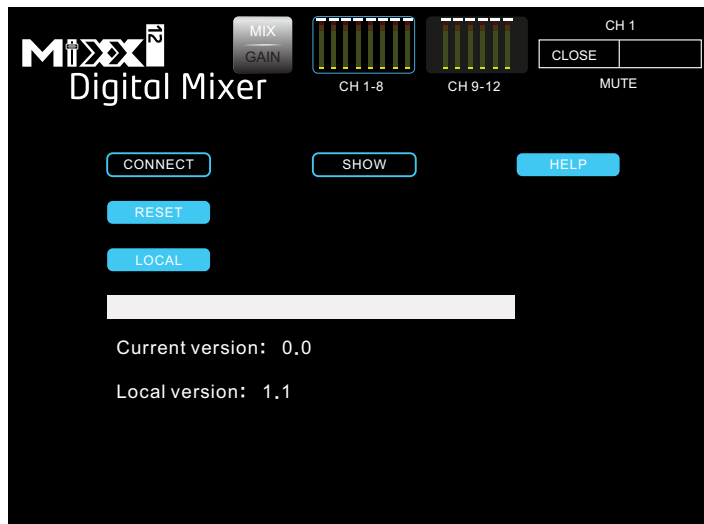 Mixxx 12
Digital Mixer
MIX
GAIN
CH 1-8
CH 9-12
CH 1
CLOSE
MUTE
CONNECT
SHOW
HELP
RESET
LOCAL
Current version: 0.0
Local version: 1.1